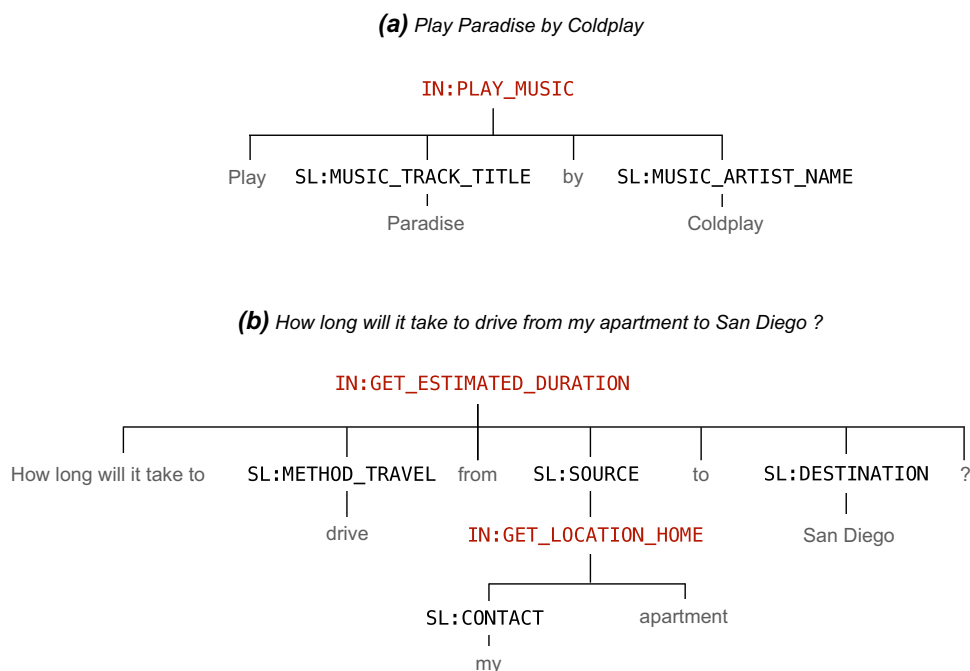 (a) Play Paradise by Coldplay
IN:PLAY_MUSIC
Play SL:MUSIC_TRACK_TITLE by SL:MUSIC_ARTIST_NAME
Paradise Coldplay
(b) How long will it take to drive from my apartment to San Diego ?
IN:GET_ESTIMATED_DURATION
How long will it take to SL:METHOD_TRAVEL from SL:SOURCE to SL:DESTINATION ?
drive IN:GET_LOCATION_HOME San Diego
SL:CONTACT apartment
my